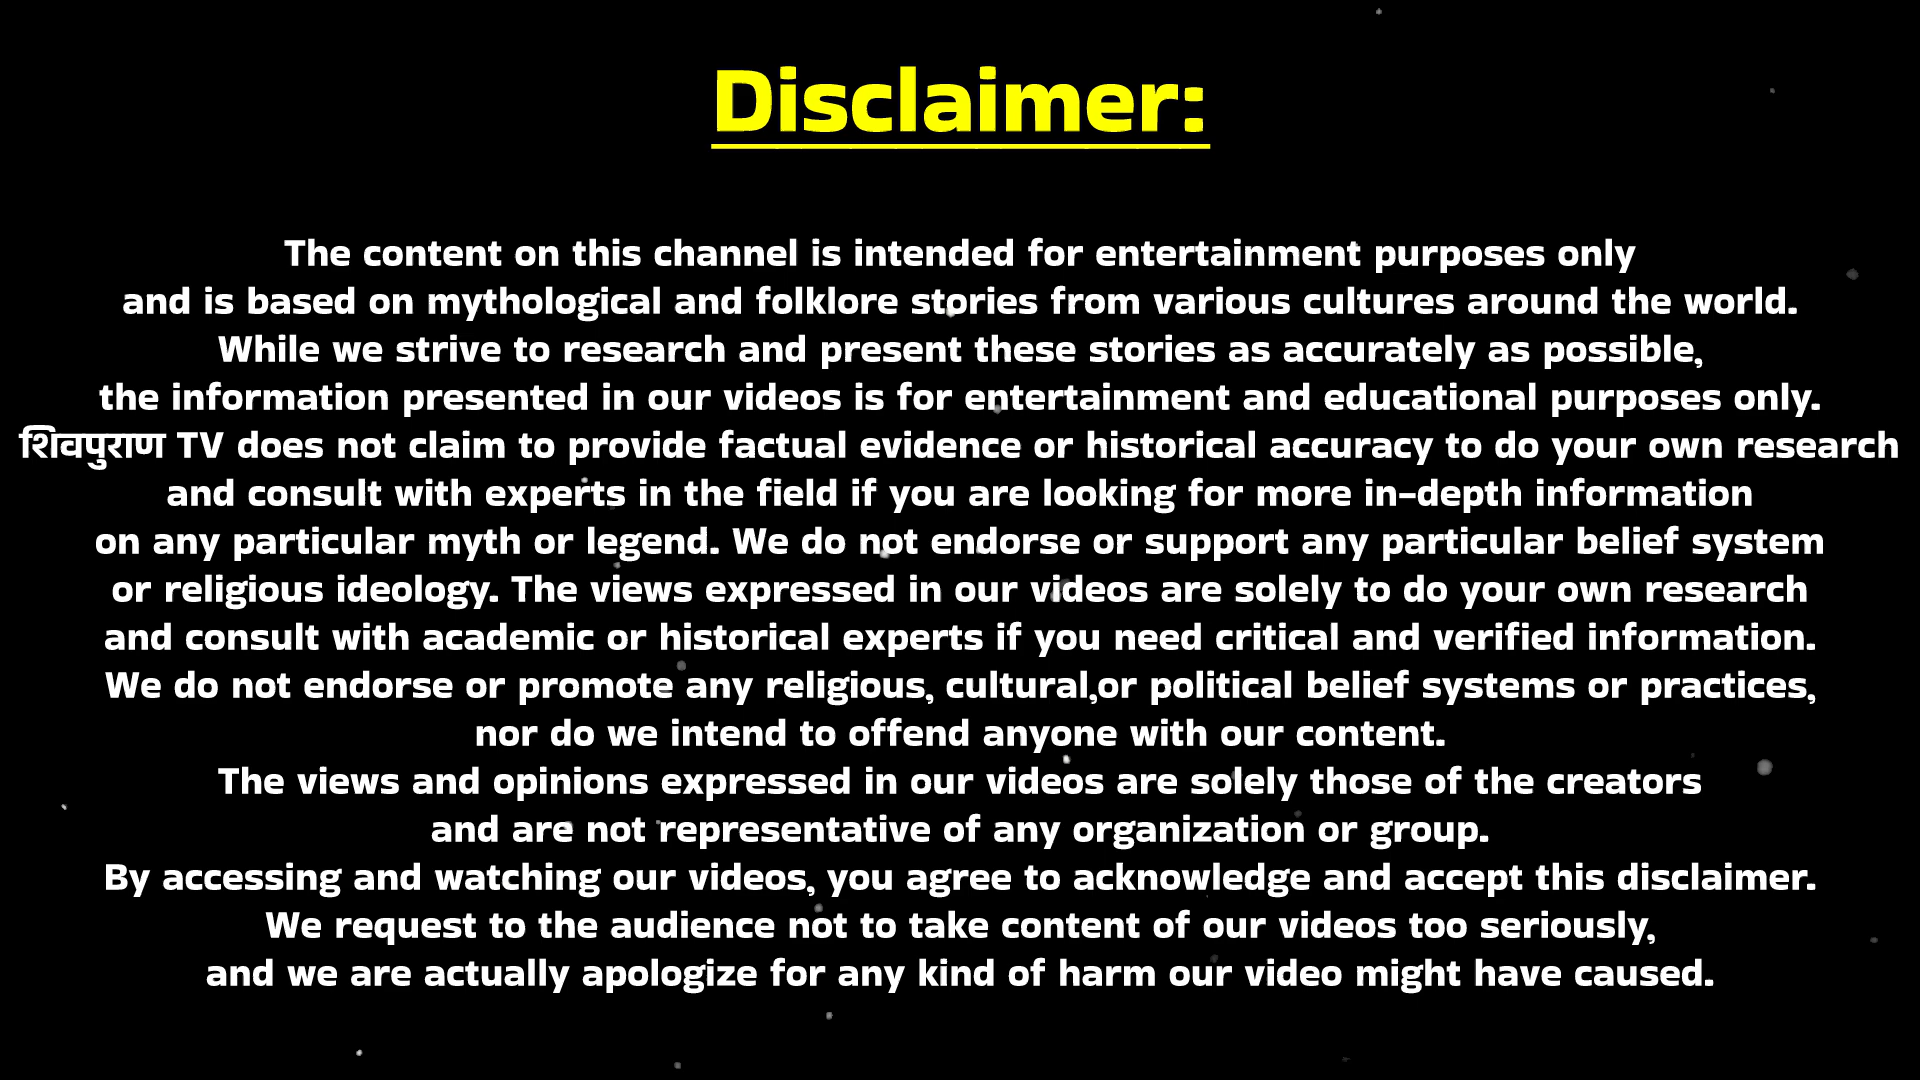 Disclaimer:
The content on this channel is intended for entertainment purposes only
and is based on mythological and folklore stories from various cultures around the world.
While we strive to research and present these stories as accurately as possible,
the information presented in our videos is for entertainment and educational purposes only.
शिवपुराण TV does not claim to provide factual evidence or historical accuracy to do your own research
and consult with experts in the field if you are looking for more in-depth information
on any particular myth or legend. We do not endorse or support any particular belief system
or religious ideology. The views expressed in our videos are solely to do your own research
and consult with academic or historical experts if you need critical and verified information.
We do not endorse or promote any religious, cultural,or political belief systems or practices,
nor do we intend to offend anyone with our content.
The views and opinions expressed in our videos are solely those of the creators
and are not representative of any organization or group.
By accessing and watching our videos, you agree to acknowledge and accept this disclaimer.
We request to the audience not to take content of our videos too seriously,
and we are actually apologize for any kind of harm our video might have caused.